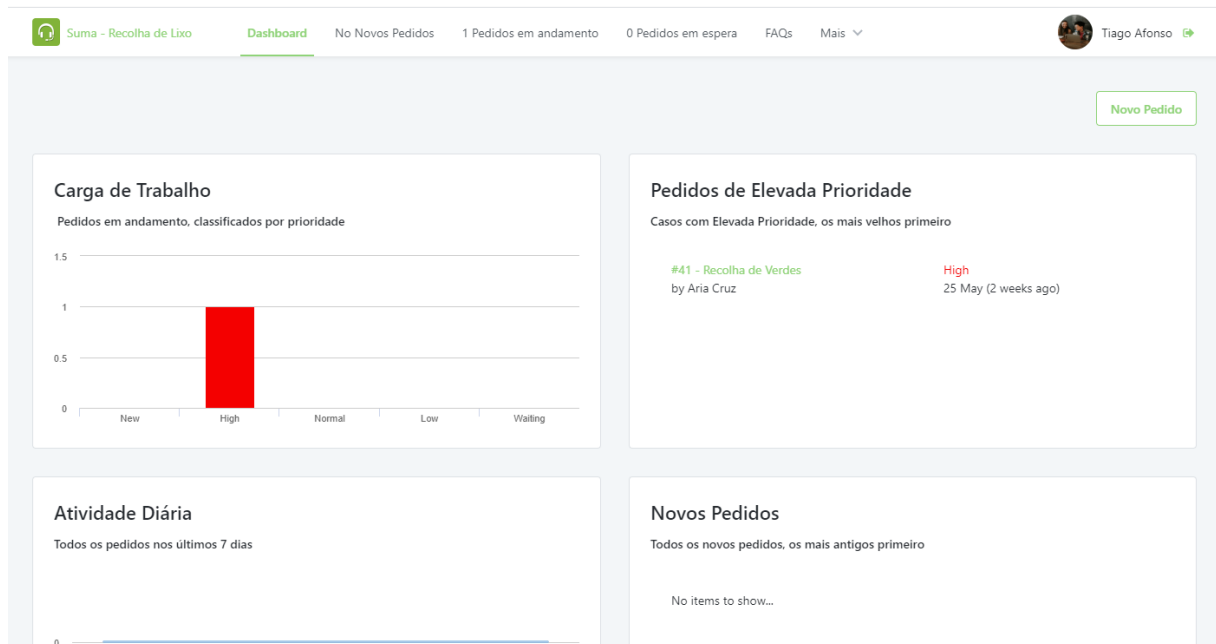 Suma - Recolha de Lixo
Dashboard
No Novos Pedidos
1 Pedidos em andamento
0 Pedidos em espera
FAQs
Mais
Tiago Afonso
Novo Pedido
Carga de Trabalho
Pedidos em andamento, classificados por prioridade
1.5
1
0.5
0
New
High
Normal
Low
Waiting
Pedidos de Elevada Prioridade
Casos com Elevada Prioridade, os mais velhos primeiro
#41 - Recolha de Verdes
by Aria Cruz
High
25 May (2 weeks ago)
Atividade Diária
Todos os pedidos nos últimos 7 dias
0
Novos Pedidos
Todos os novos pedidos, os mais antigos primeiro
No items to show...